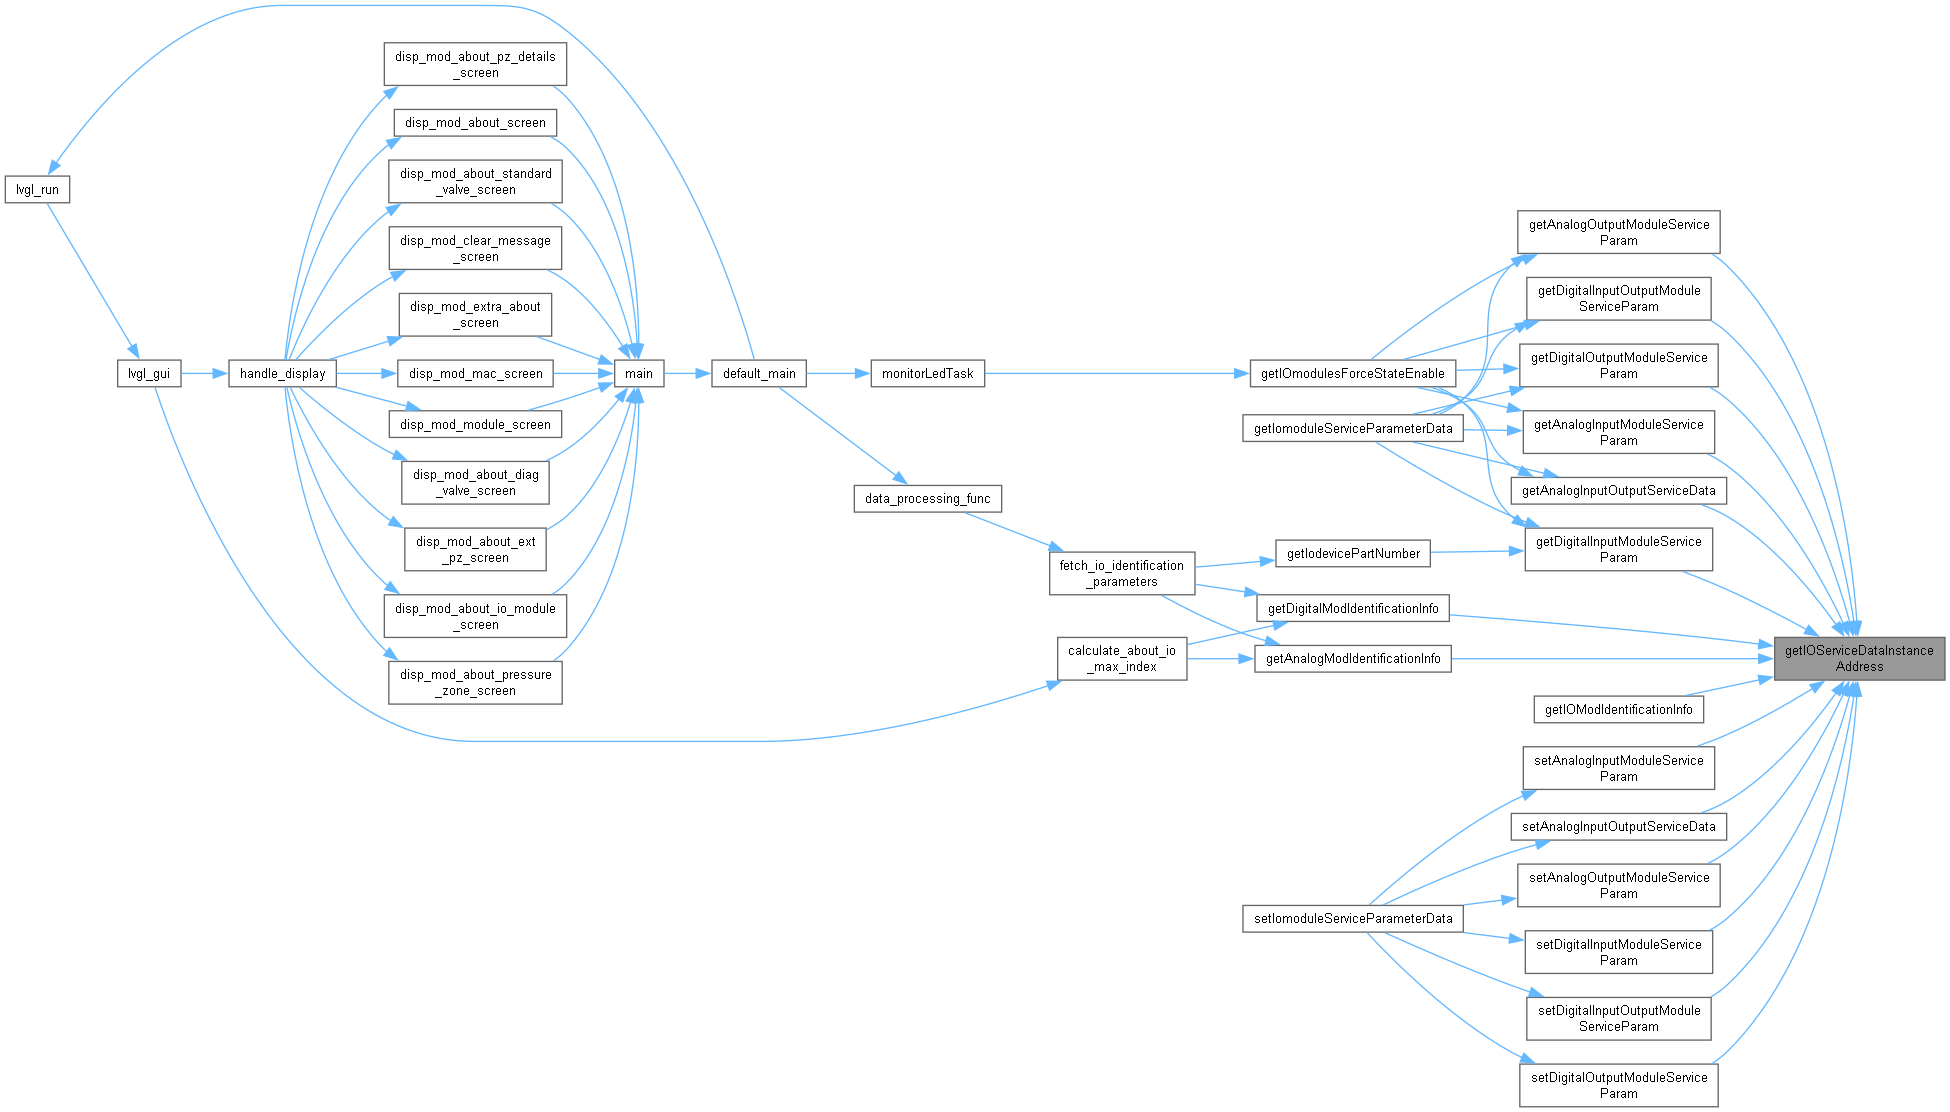 disp_mod_about_pz_details
_screen
disp_mod_about_screen
disp_mod_about_standard
_valve_screen
disp_mod_clear_message
_screen
disp_mod_extra_about
_screen
disp_mod_mac_screen
disp_mod_module_screen
disp_mod_about_diag
_valve_screen
disp_mod_about_ext
_pz_screen
disp_mod_about_io_module
_screen
disp_mod_about_pressure
_zone_screen
lvgl_run
lvgl_gui
handle_display
main
default_main
monitorLedTask
data_processing_func
fetch_io_identification
_parameters
calculate_about_io
_max_index
getIOmodulesForceStateEnable
getIomoduleServiceParameterData
getIodevicePartNumber
getDigitalModIdentificationInfo
getAnalogModIdentificationInfo
setIomoduleServiceParameterData
getAnalogOutputModuleService
Param
getDigitalInputOutputModule
ServiceParam
getDigitalOutputModuleService
Param
getAnalogInputModuleService
Param
getAnalogInputOutputServiceData
getDigitalInputModuleService
Param
getIOModIdentificationInfo
setAnalogInputModuleService
Param
setAnalogInputOutputServiceData
setAnalogOutputModuleService
Param
setDigitalInputModuleService
Param
setDigitalInputOutputModule
ServiceParam
setDigitalOutputModuleService
Param
getIOServiceDataInstance
Address